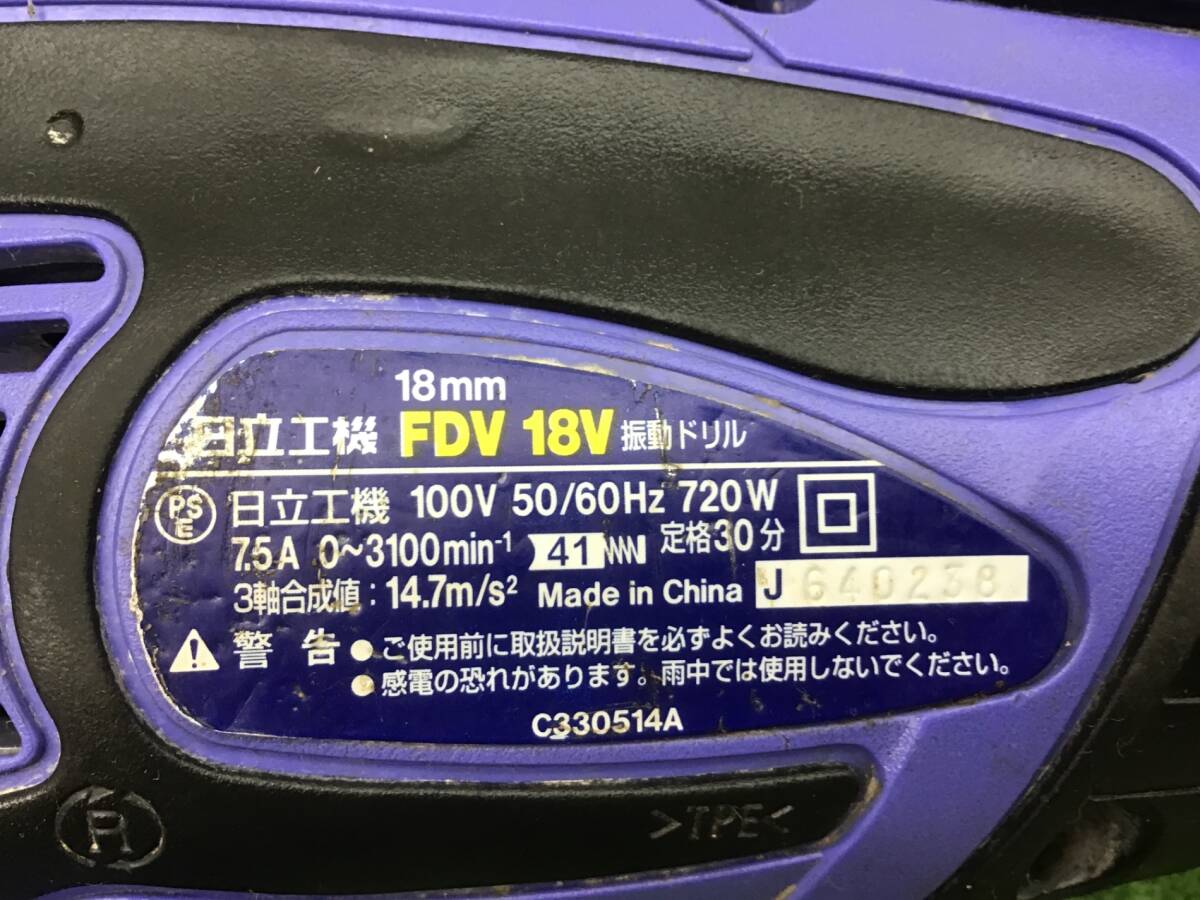 18mm
日立工機 FDV 18V 振動ドリル
PS E 日立工機 100V 50/60Hz 720W
7.5A 0~3100min⁻¹ 41 定格30分
3軸合成値:14.7m/s² Made in China J 640238
警告 ●ご使用前に取扱説明書を必ずよくお読みください。
●感電の恐れがあります。雨中では使用しないでください。
C330514A
R
>TPE<